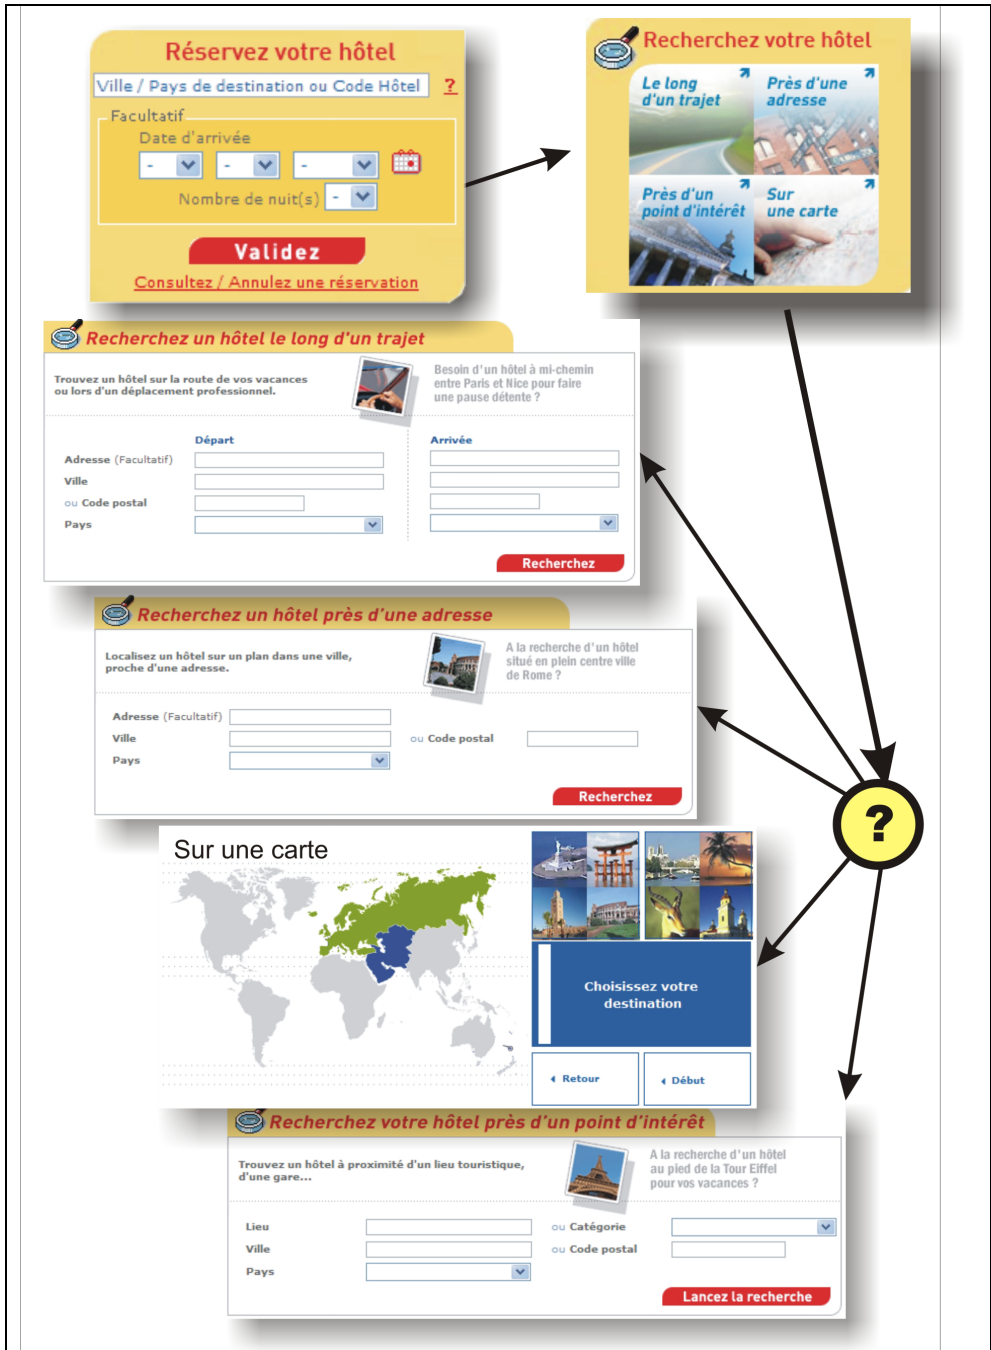 Réservez votre hôtel
Ville / Pays de destination ou Code Hôtel ?
Facultatif
Date d'arrivée
- - -
Nombre de nuit(s) -
Validez
Consultez / Annulez une réservation
Recherchez votre hôtel
Le long
d'un trajet
Près d'une
adresse
Près d'un
point d'intérêt
Sur
une carte
Recherchez un hôtel le long d'un trajet
Trouvez un hôtel sur la route de vos vacances
ou lors d'un déplacement professionnel.
Besoin d'un hôtel à mi-chemin
entre Paris et Nice pour faire
une pause détente ?
Départ Arrivée
Adresse (Facultatif)
Ville
ou Code postal
Pays
Recherchez
Recherchez un hôtel près d'une adresse
Localisez un hôtel sur un plan dans une ville,
proche d'une adresse.
A la recherche d'un hôtel
situé en plein centre ville
de Rome ?
Adresse (Facultatif)
Ville ou Code postal
Pays
Recherchez
?
Sur une carte
Choisissez votre
destination
Retour Début
Recherchez votre hôtel près d'un point d'intérêt
Trouvez un hôtel à proximité d'un lieu touristique,
d'une gare...
A la recherche d'un hôtel
au pied de la Tour Eiffel
pour vos vacances ?
Lieu ou Catégorie
Ville ou Code postal
Pays
Lancez la recherche